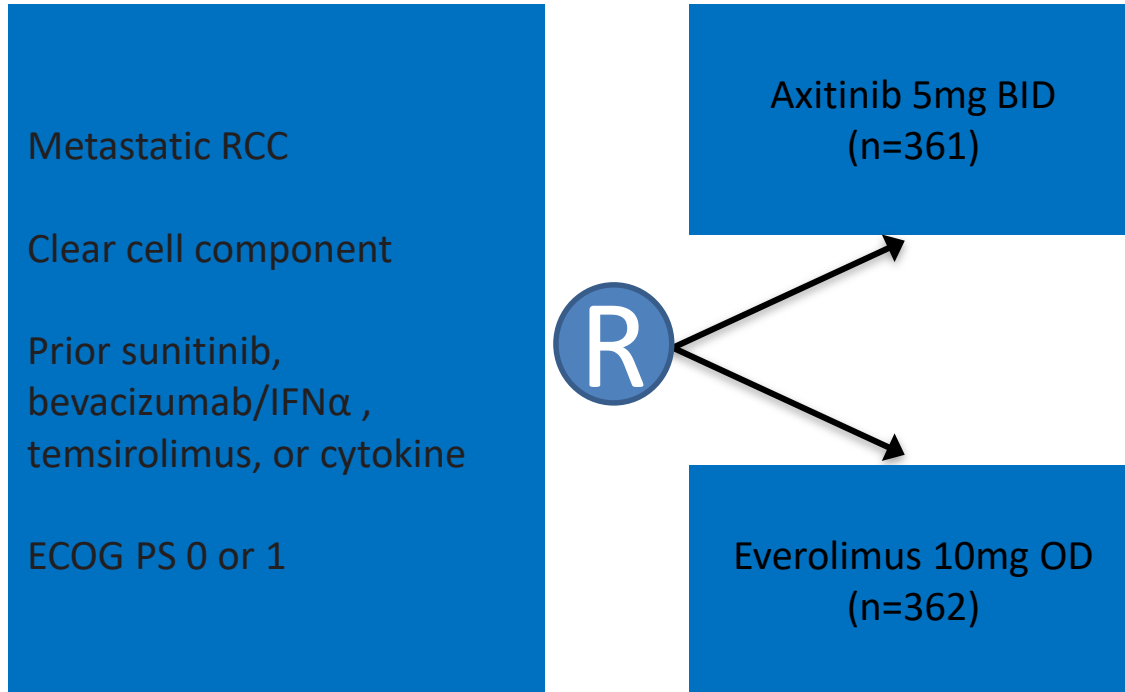 Metastatic RCC
Clear cell component
Prior sunitinib,
bevacizumab/IFNα ,
temsirolimus, or cytokine
ECOG PS 0 or 1
R
Axitinib 5mg BID
(n=361)
Everolimus 10mg OD
(n=362)